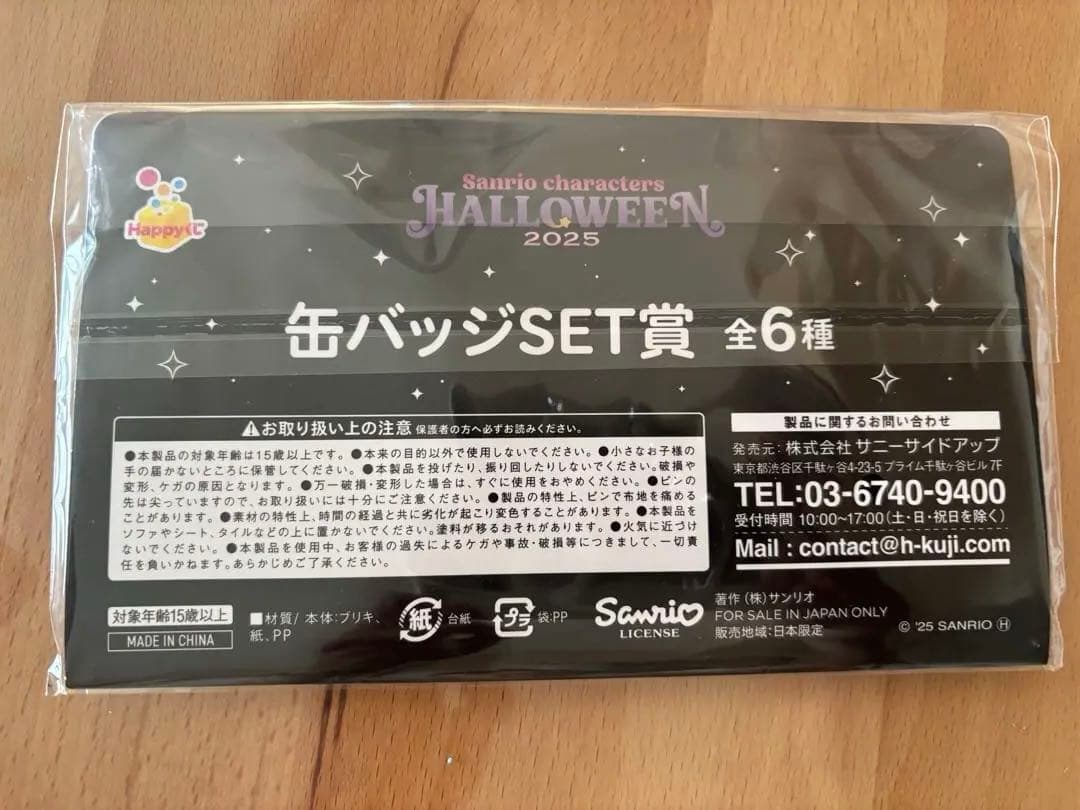 Happyくじ
Sanrio characters
HALLOWEEN
2025
缶バッジSET賞 全6種
⚠お取り扱い上の注意 保護者の方へ必ずお読みください。
●本製品の対象年齢は15歳以上です。●本来の目的以外で使用しないでください。●小さなお子様の
手の届かないところに保管してください。●本製品を投げたり、振り回したりしないでください。破損や
変形、ケガの原因となります。●万一破損・変形した場合は、すぐに使用をおやめください。●ピンの
先は尖っていますので、お取り扱いには十分にご注意ください。●製品の特性上、ピンで布地を痛める
ことがあります。●素材の特性上、時間の経過と共に劣化が起こり変色することがあります。●本製品を
ソファやシート、タイルなどの上に置かないでください。塗料が移るおそれがあります。●火気に近づけ
ないでください。●本製品を使用中、お客様の過失によるケガや事故・破損等につきまして、一切責
任を負いかねます。あらかじめご了承ください。
製品に関するお問い合わせ
発売元:株式会社 サニーサイドアップ
東京都渋谷区千駄ヶ谷4-23-5 プライム千駄ヶ谷ビル 7F
TEL:03-6740-9400
受付時間 10:00~17:00(土・日・祝日を除く)
Mail : contact@h-kuji.com
対象年齢15歳以上
MADE IN CHINA
■材質/ 本体:ブリキ、
紙、PP
紙 台紙
プラ 袋:PP
Sanrio
LICENSE
著作 (株)サンリオ
FOR SALE IN JAPAN ONLY
販売地域:日本限定
© '25 SANRIO Ⓗ